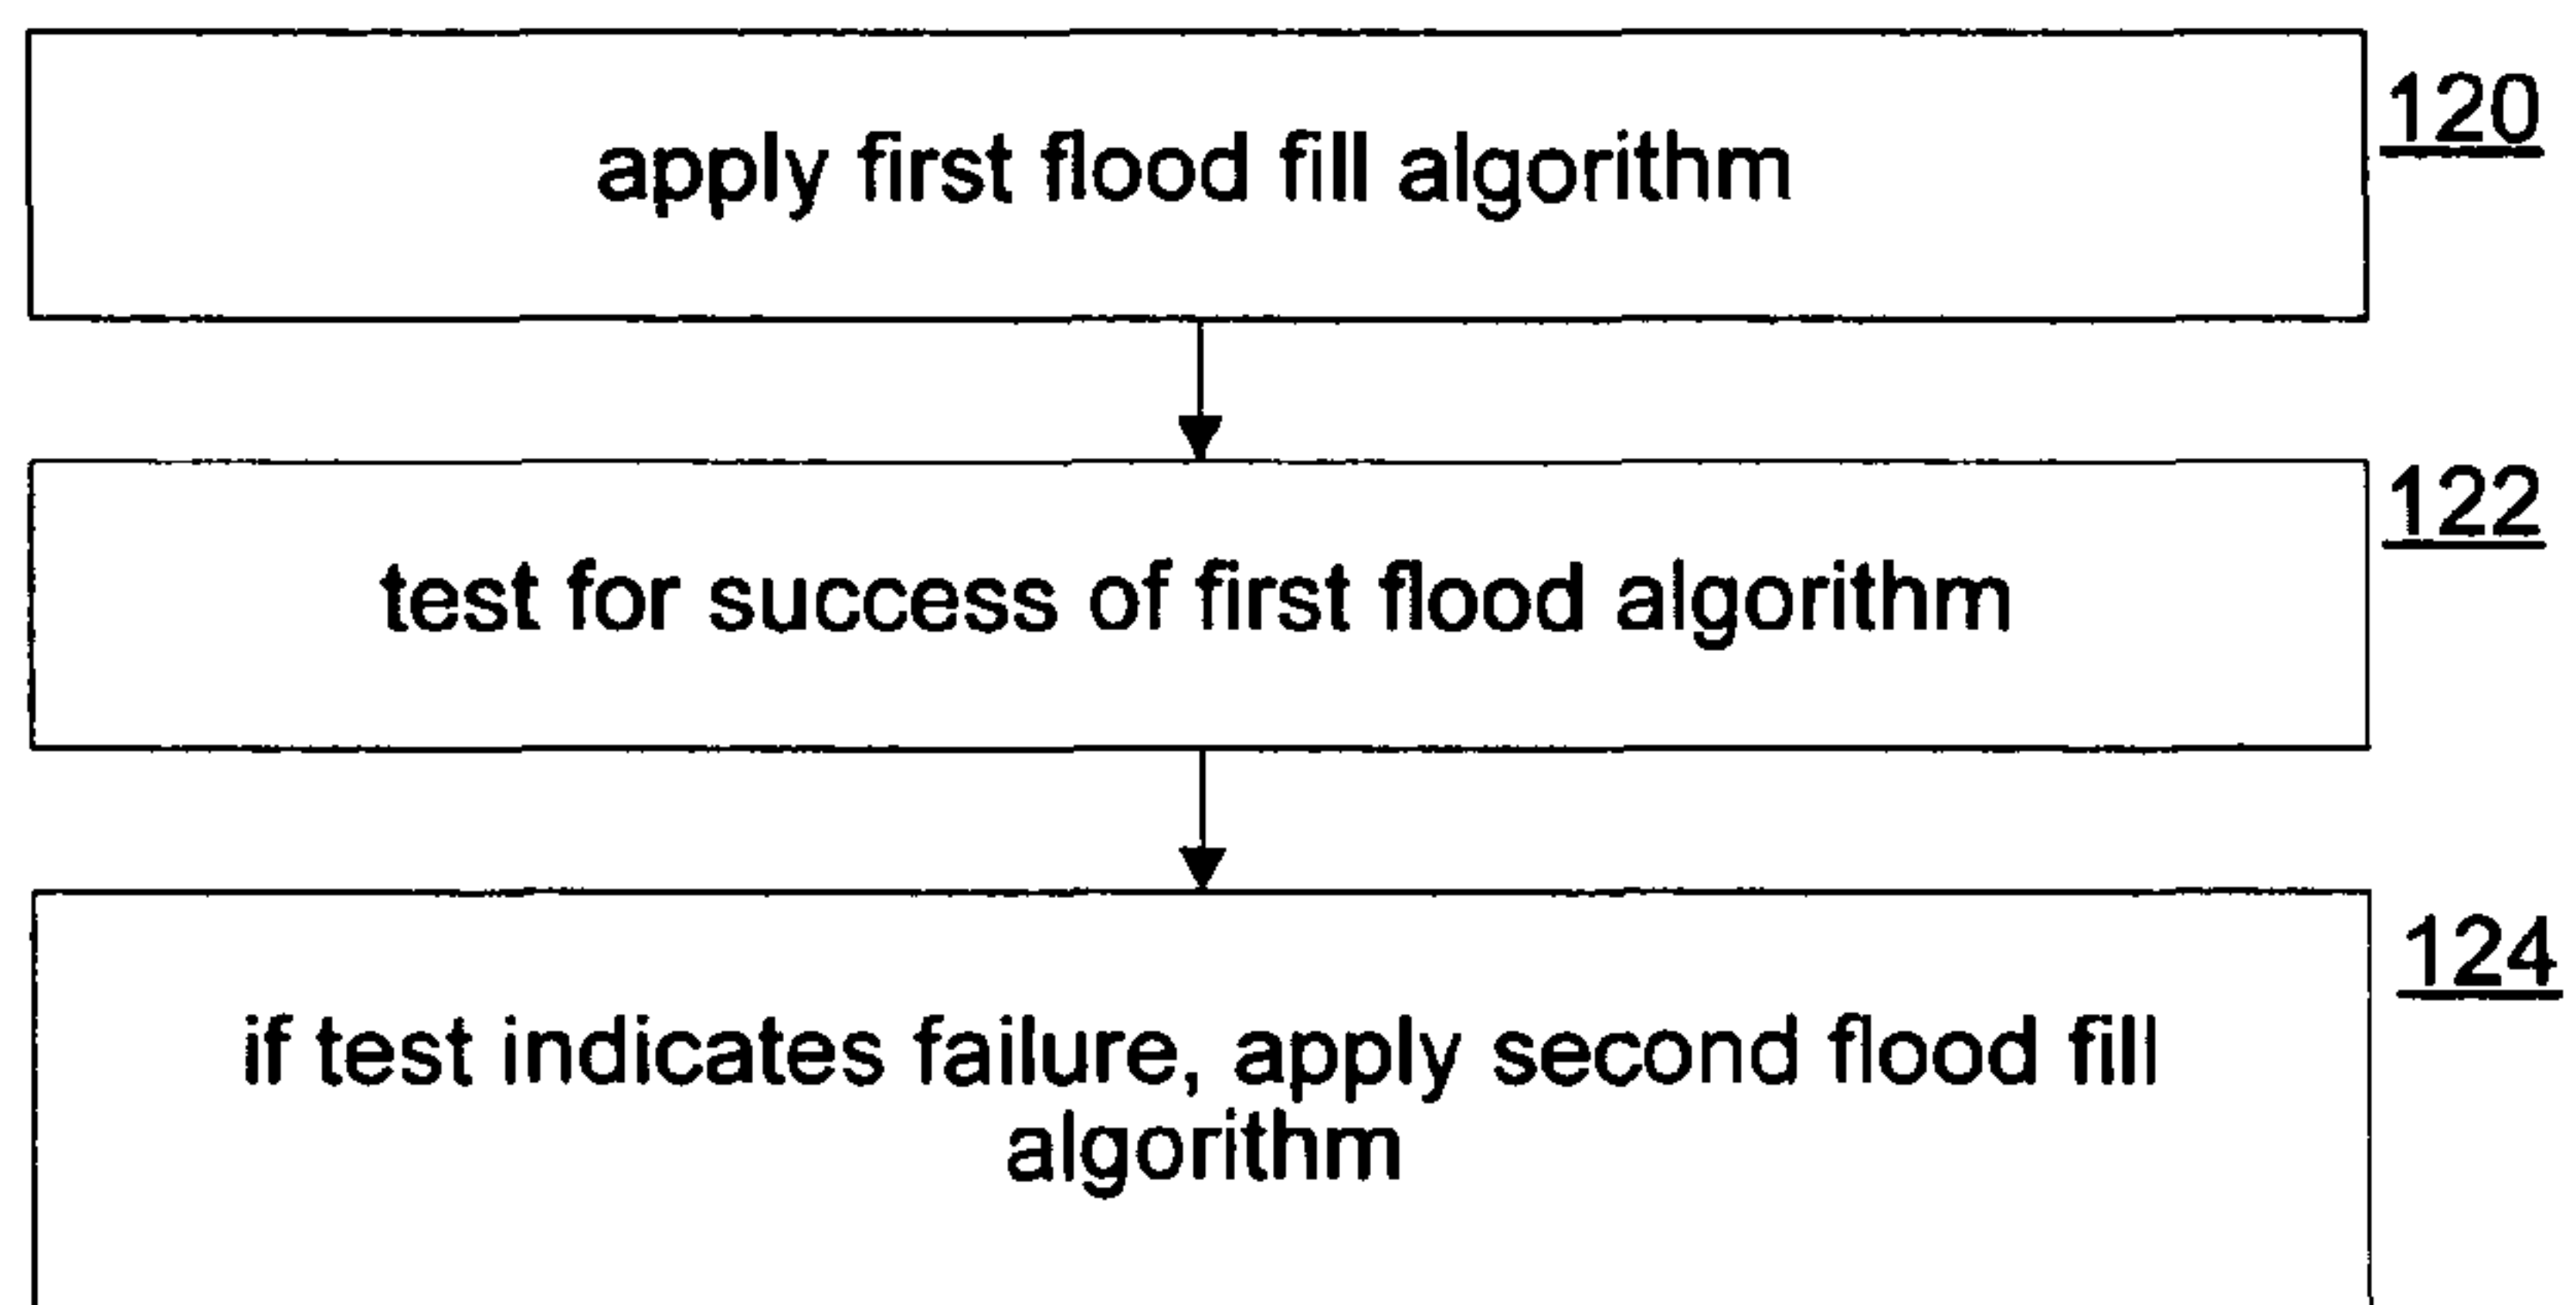 apply first flood fill algorithm
120
test for success of first flood algorithm
122
if test indicates failure, apply second flood fill
algorithm
124